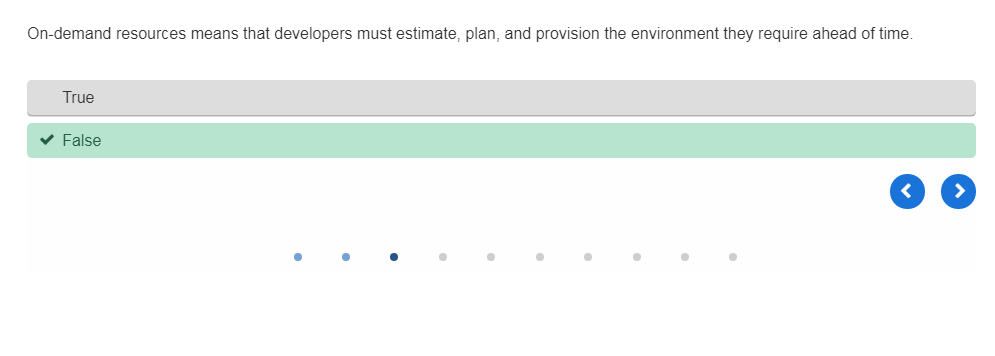 On-demand resources means that developers must estimate, plan, and provision the environment they require ahead of time.
True
False